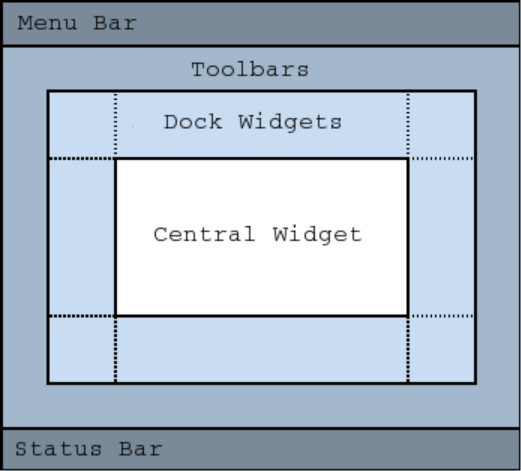 Menu Bar
Toolbars
Dock Widgets
Central Widget
Status Bar